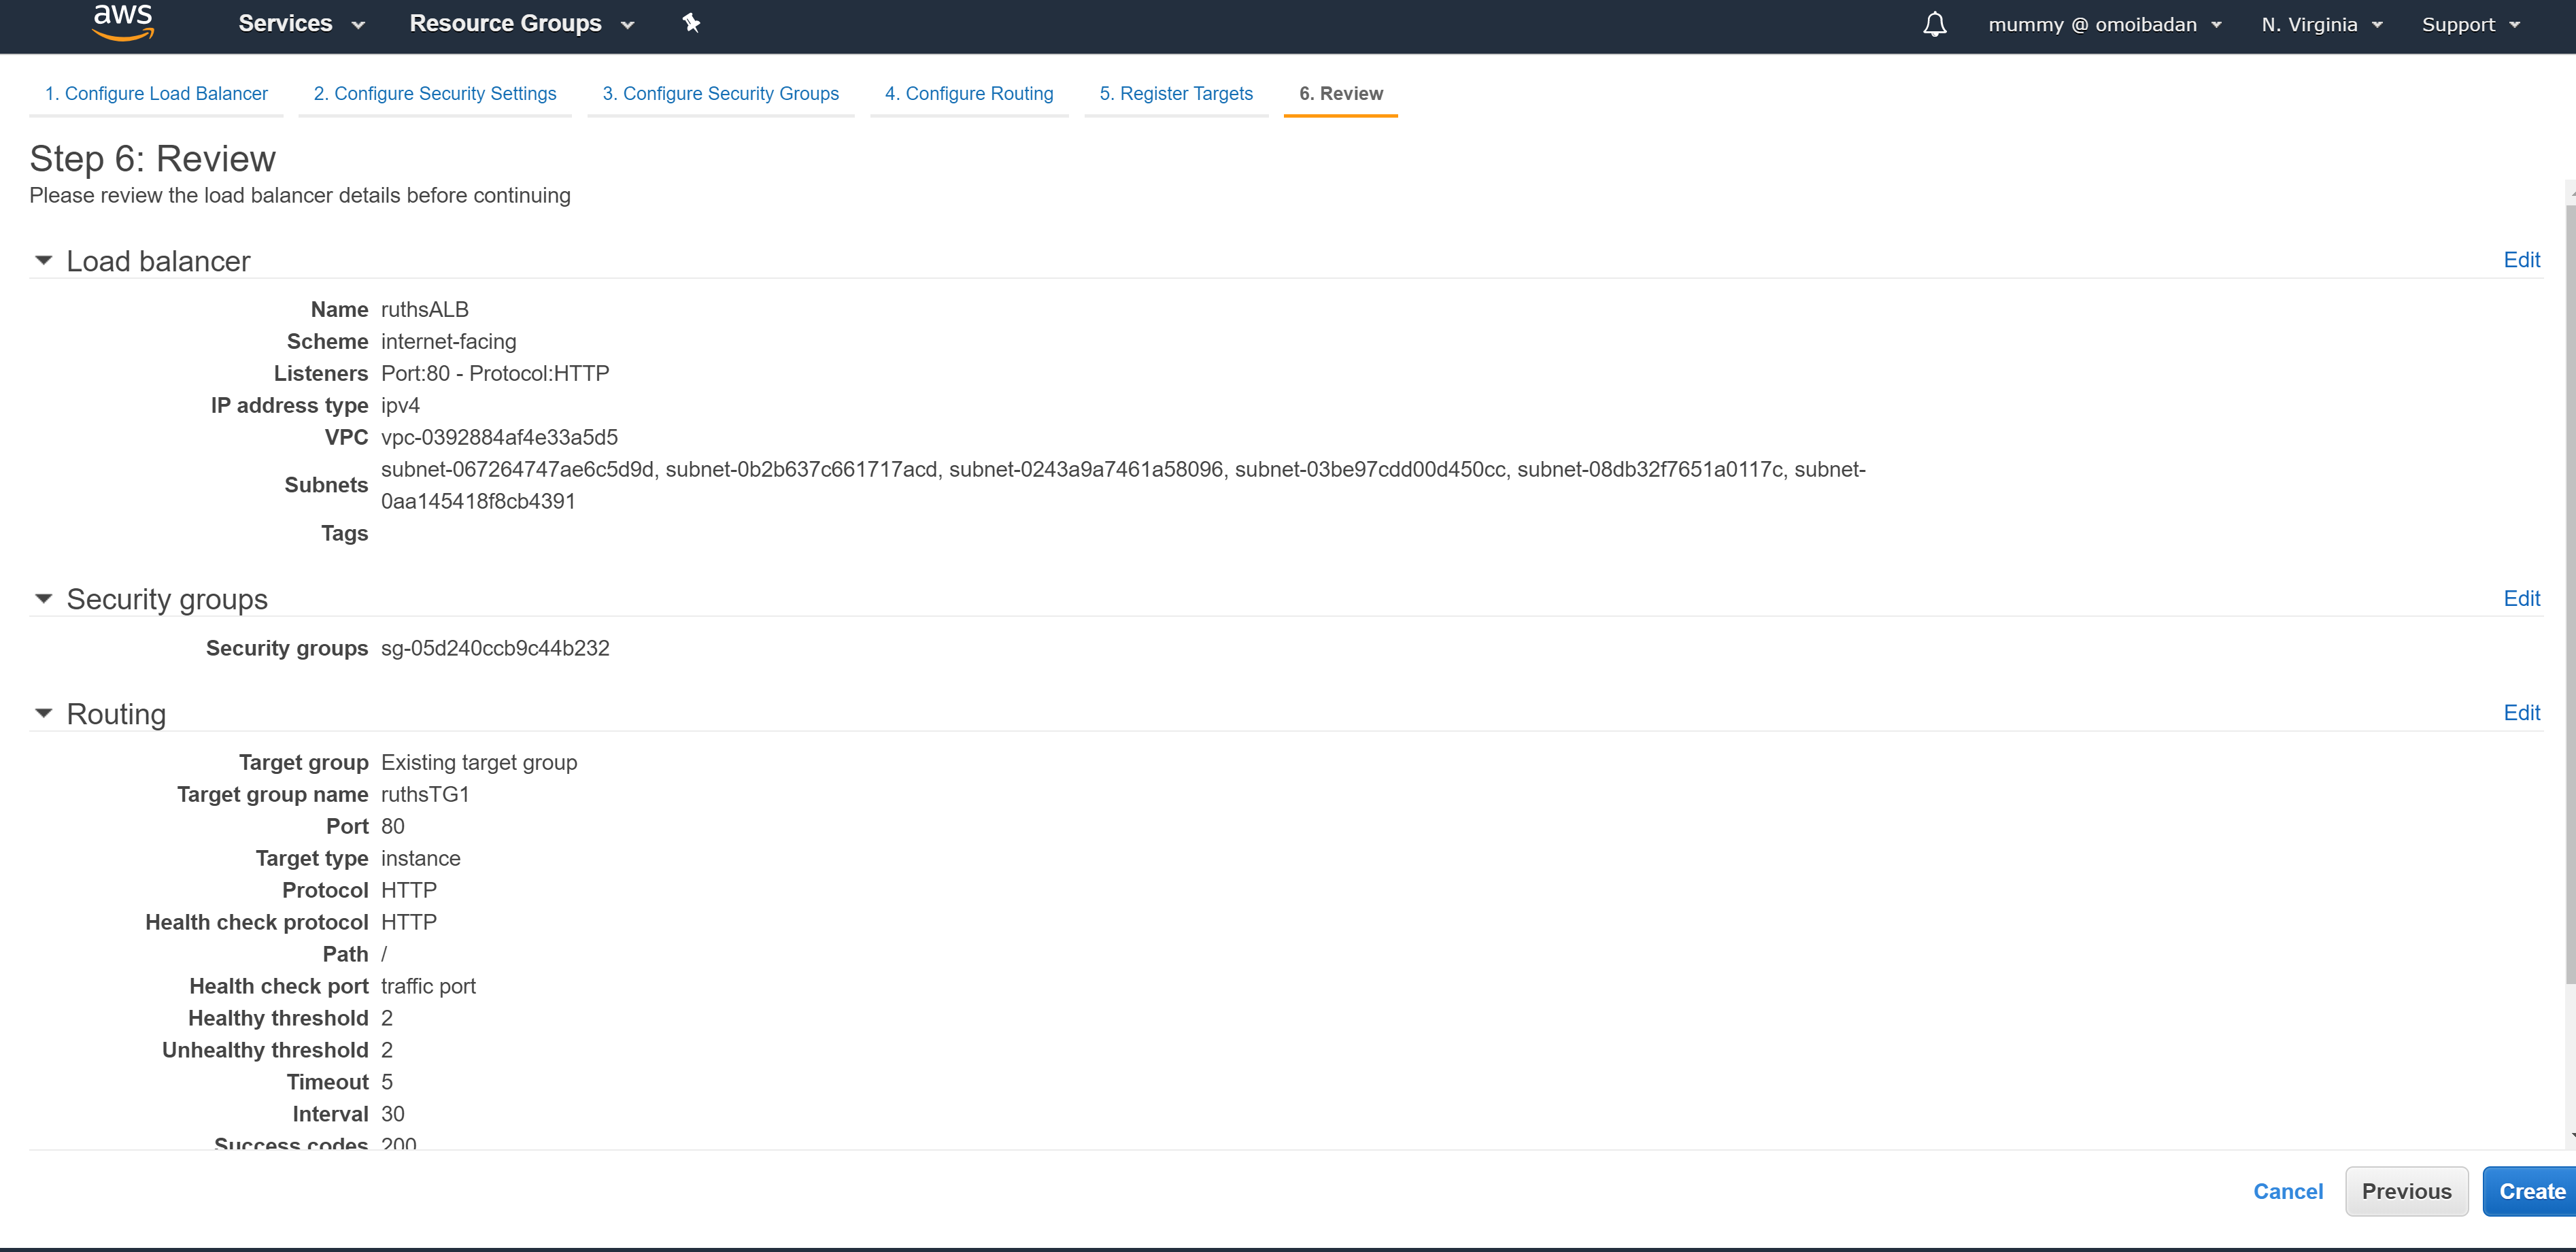 aws Services Resource Groups mummy @ omoibadan N. Virginia Support
1. Configure Load Balancer 2. Configure Security Settings 3. Configure Security Groups 4. Configure Routing 5. Register Targets 6. Review
Step 6: Review
Please review the load balancer details before continuing
Load balancer Edit
Name ruthsALB
Scheme internet-facing
Listeners Port:80 - Protocol:HTTP
IP address type ipv4
VPC vpc-0392884af4e33a5d5
Subnets subnet-067264747ae6c5d9d, subnet-0b2b637c661717acd, subnet-0243a9a7461a58096, subnet-03be97cdd00d450cc, subnet-08db32f7651a0117c, subnet-
0aa145418f8cb4391
Tags
Security groups Edit
Security groups sg-05d240ccb9c44b232
Routing Edit
Target group Existing target group
Target group name ruthsTG1
Port 80
Target type instance
Protocol HTTP
Health check protocol HTTP
Path /
Health check port traffic port
Healthy threshold 2
Unhealthy threshold 2
Timeout 5
Interval 30
Success codes 200
Cancel Previous Create